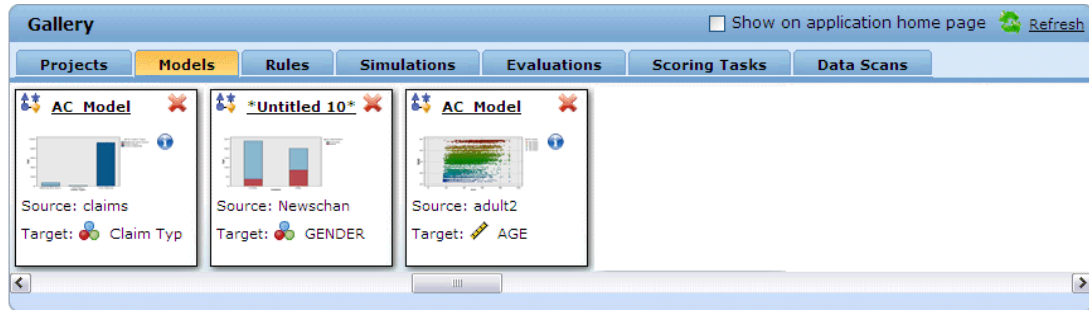 Gallery
Show on application home page Refresh
Projects Models Rules Simulations Evaluations Scoring Tasks Data Scans
AC_Model *Untitled 10* AC_Model
Source: claims Source: Newschan Source: adult2
Target: Claim Typ Target: GENDER Target: AGE